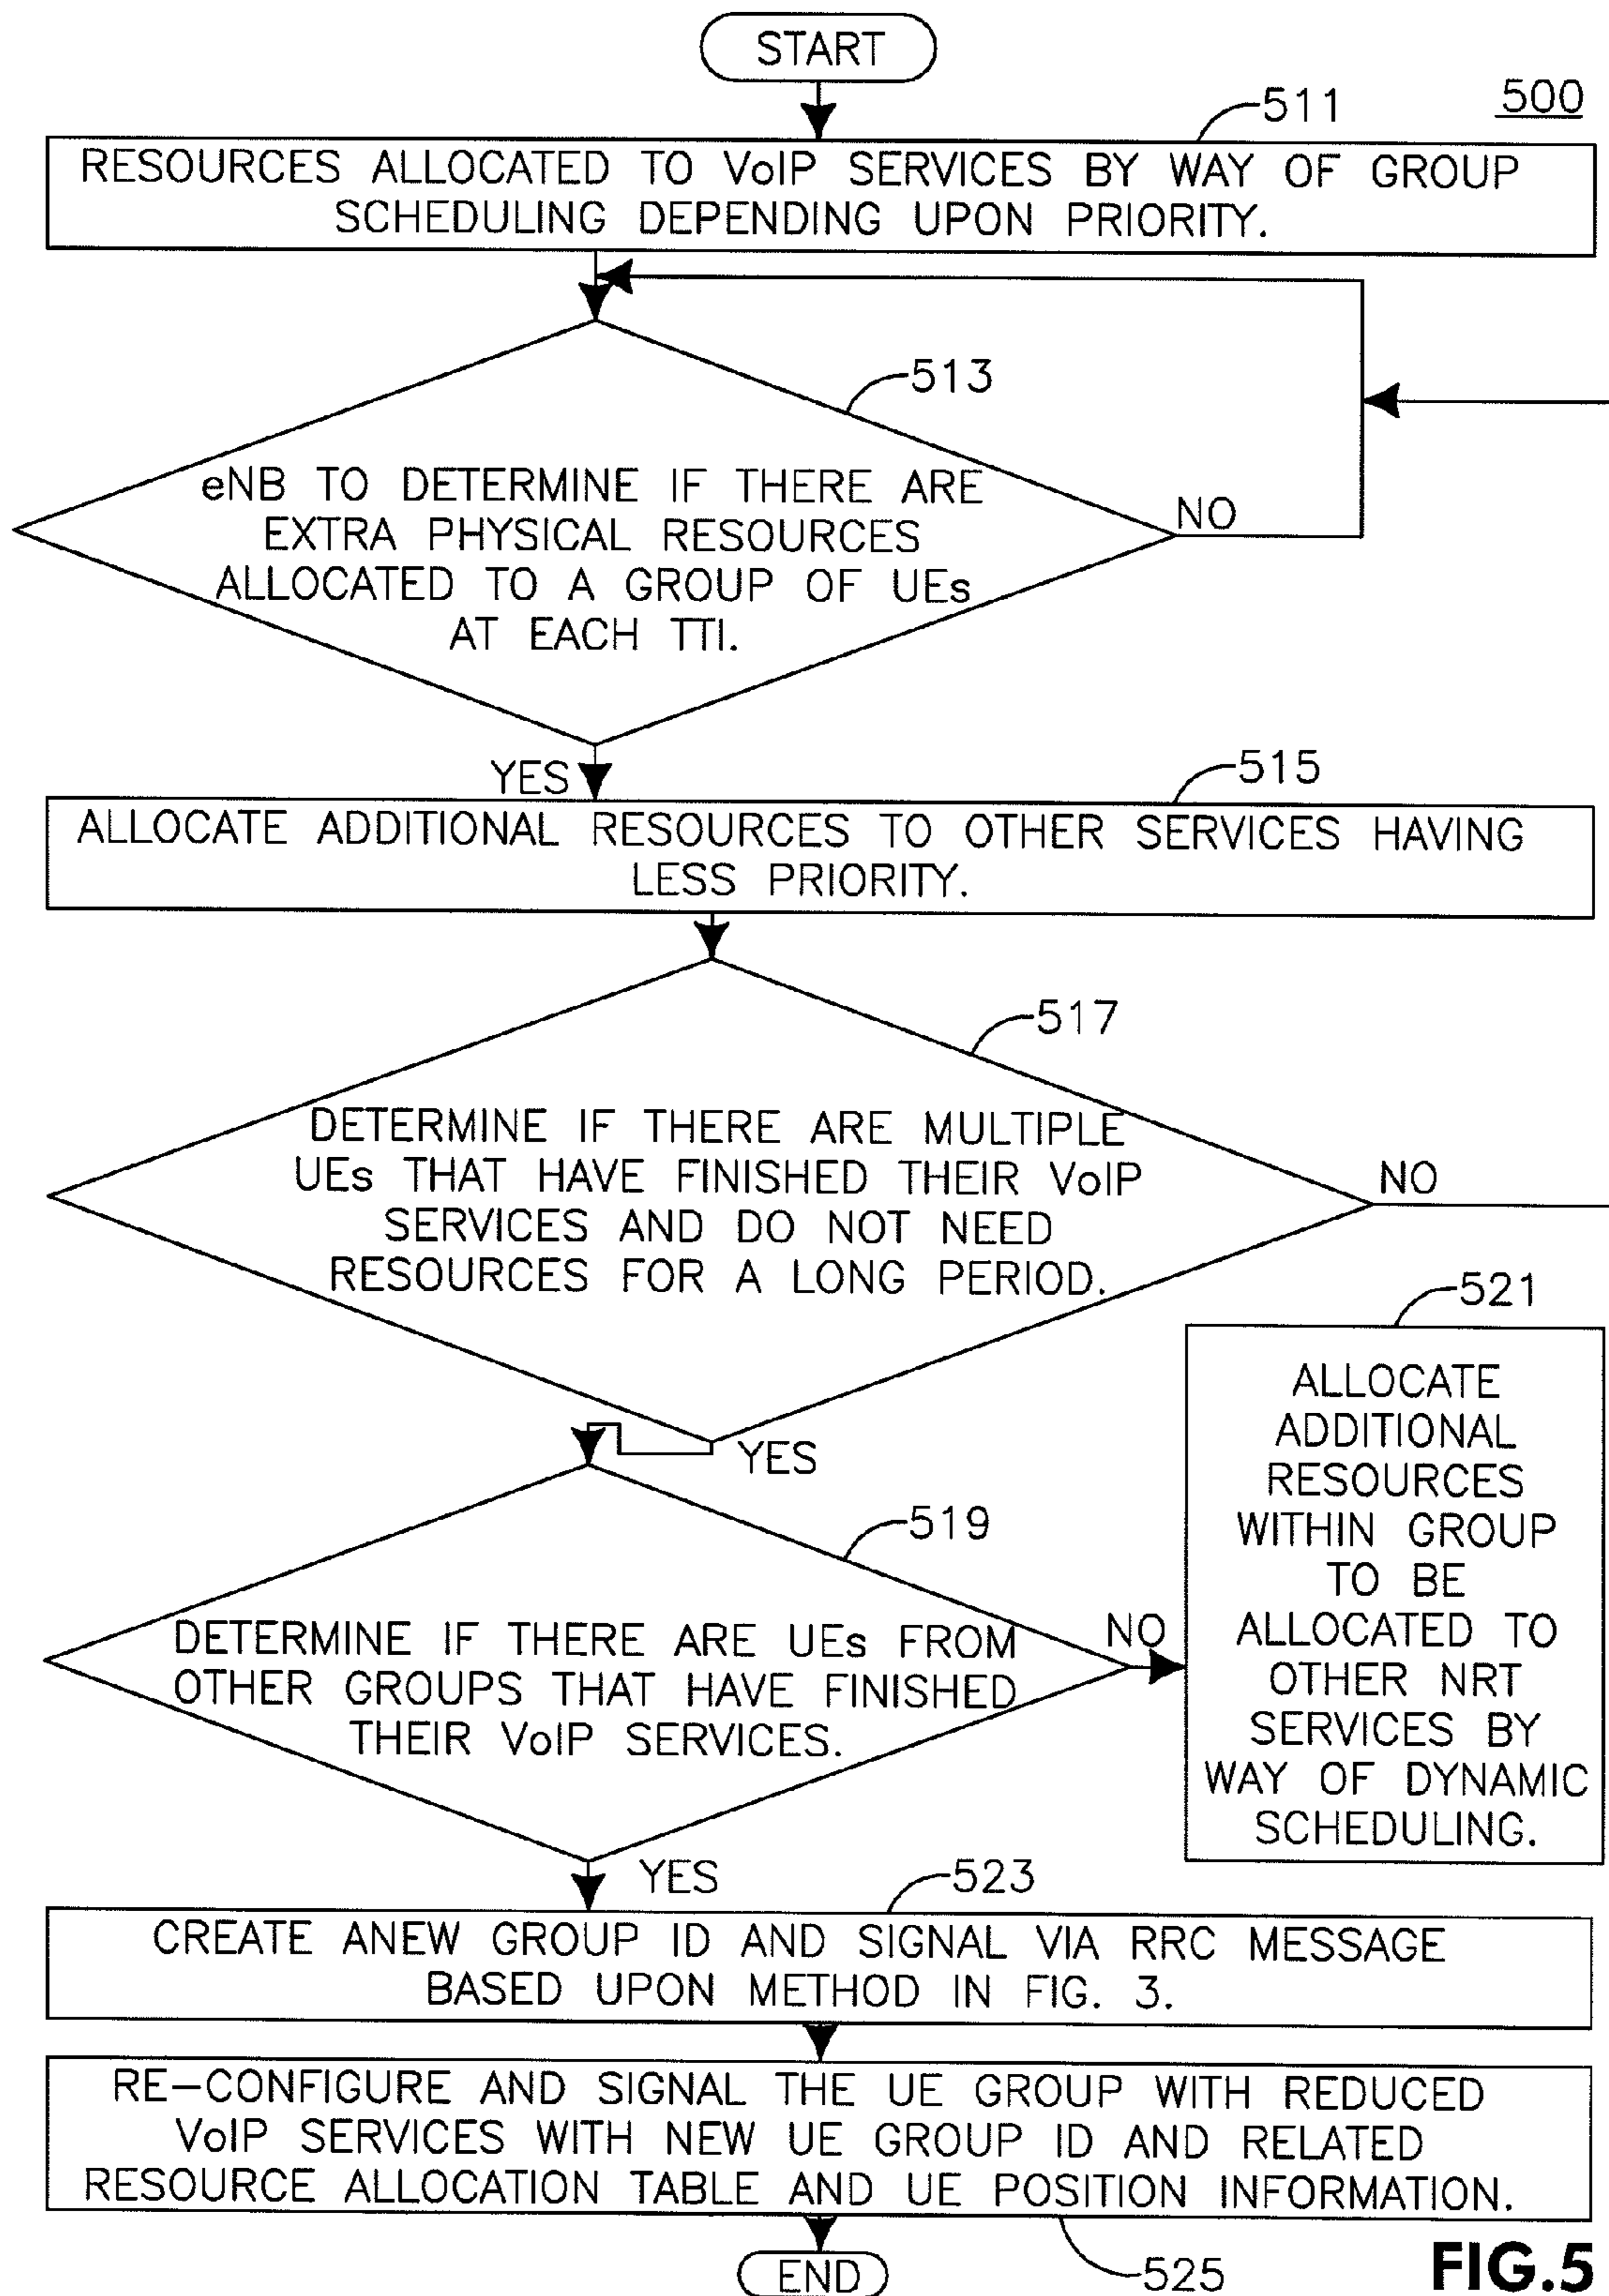 START
500
511
RESOURCES ALLOCATED TO VoIP SERVICES BY WAY OF GROUP
SCHEDULING DEPENDING UPON PRIORITY.
513
eNB TO DETERMINE IF THERE ARE
EXTRA PHYSICAL RESOURCES
ALLOCATED TO A GROUP OF UEs
AT EACH TTI.
NO
YES
515
ALLOCATE ADDITIONAL RESOURCES TO OTHER SERVICES HAVING
LESS PRIORITY.
517
DETERMINE IF THERE ARE MULTIPLE
UEs THAT HAVE FINISHED THEIR VoIP
SERVICES AND DO NOT NEED
RESOURCES FOR A LONG PERIOD.
NO
YES
519
DETERMINE IF THERE ARE UEs FROM
OTHER GROUPS THAT HAVE FINISHED
THEIR VoIP SERVICES.
NO
521
ALLOCATE
ADDITIONAL
RESOURCES
WITHIN GROUP
TO BE
ALLOCATED TO
OTHER NRT
SERVICES BY
WAY OF DYNAMIC
SCHEDULING.
YES
523
CREATE ANEW GROUP ID AND SIGNAL VIA RRC MESSAGE
BASED UPON METHOD IN FIG. 3.
RE-CONFIGURE AND SIGNAL THE UE GROUP WITH REDUCED
VoIP SERVICES WITH NEW UE GROUP ID AND RELATED
RESOURCE ALLOCATION TABLE AND UE POSITION INFORMATION.
525
END
FIG.5